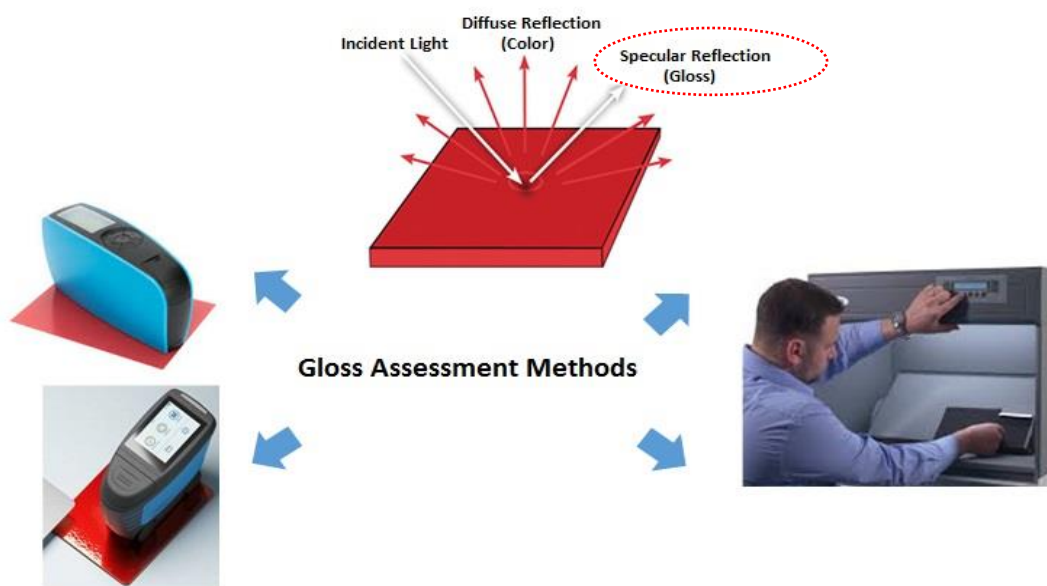 Diffuse Reflection
(Color)
Incident Light
Specular Reflection
(Gloss)
Gloss Assessment Methods